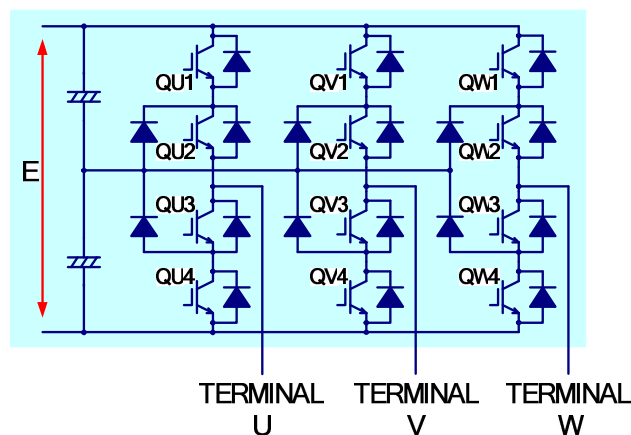 QU1 QV1 QW1
QU2 QV2 QW2
E
QU3 QV3 QW3
QU4 QV4 QW4
TERMINAL TERMINAL TERMINAL
U V W